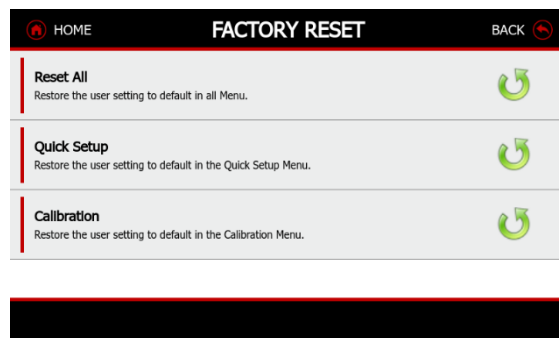 HOME FACTORY RESET BACK
Reset All
Restore the user setting to default in all Menu.
Quick Setup
Restore the user setting to default in the Quick Setup Menu.
Calibration
Restore the user setting to default in the Calibration Menu.